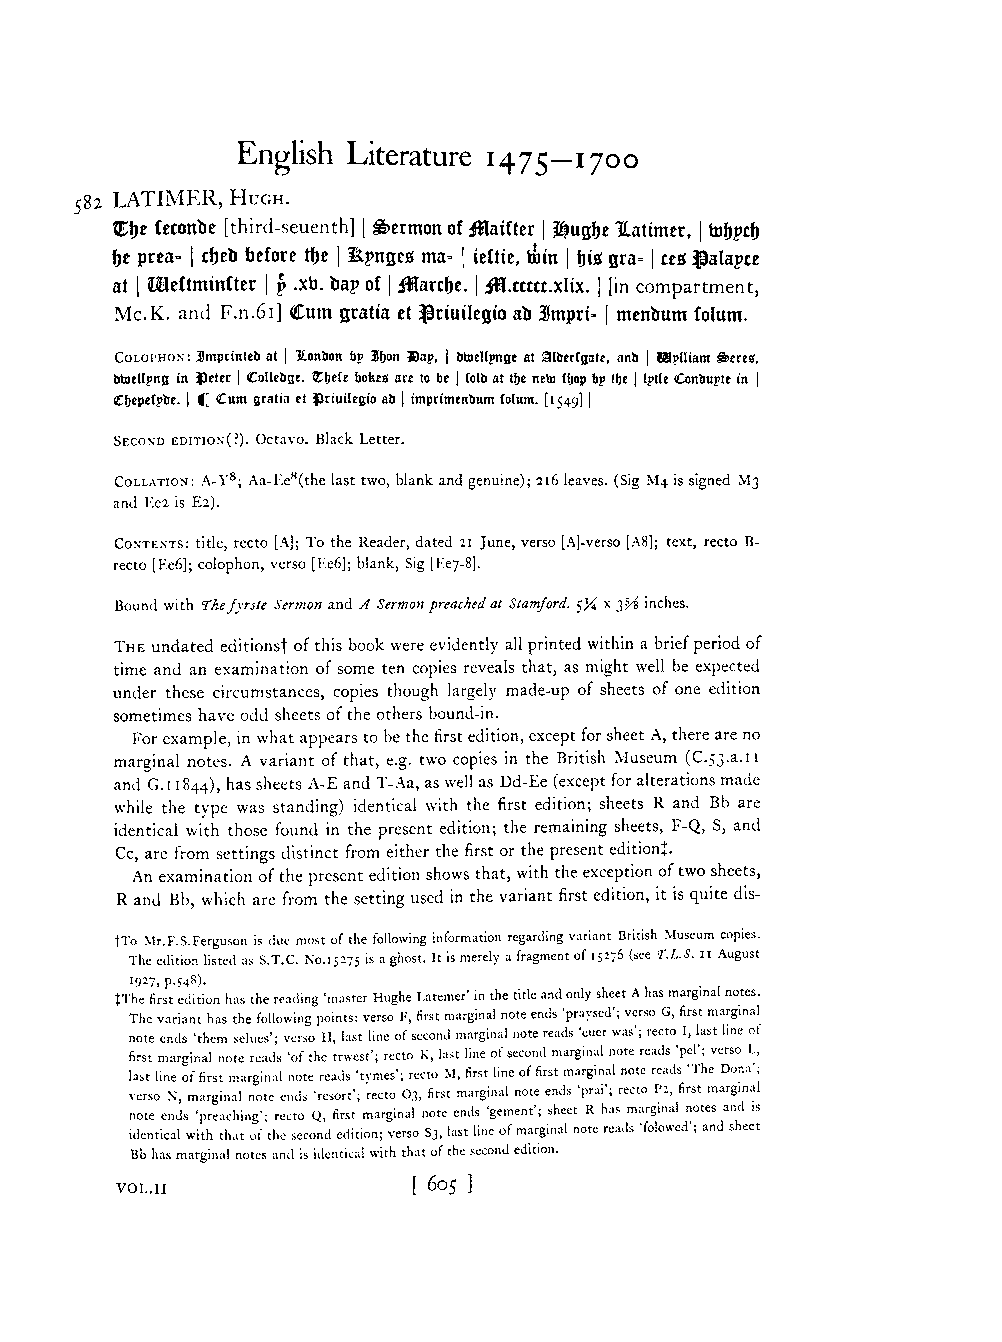 English Literature 1475—1700
582 LATIMER, HUGH.
The seconde [third-seuenth] | Sermon of Maister | Hughe Latimer, | whych
he prea- | ched before the | Kynges ma- | iestie, wͭin | his gra- | ces Palayce
at | Westminster | yͤ .xv. day of | Marche. | M.ccccc.xlix. | [in compartment,
Mc.K. and F.n.61] Cum gratia et Priuilegio ad Impri- | mendum solum.
COLOPHON: Imprinted at | London by Ihon Day, | dwellynge at Aldersgate, and | Wylliam Seres,
dwellyng in Peter | Colledge. These bokes are to be | sold at the new shop by the | lytle Conduyte in |
Chepesyde. | ❡ Cum gratia et Priuilegio ad | imprimendum solum. [1549] |
SECOND EDITION(?). Octavo. Black Letter.
COLLATION: A-Y⁸; Aa-Ee⁸(the last two, blank and genuine); 216 leaves. (Sig M4 is signed M3
and Ee2 is E2).
CONTENTS: title, recto [A]; To the Reader, dated 21 June, verso [A]-verso [A8]; text, recto B-
recto [Ee6]; colophon, verso [Ee6]; blank, Sig [Ee7-8].
Bound with The fyrste Sermon and A Sermon preached at Stamford. 5¼ x 3⅝ inches.
THE undated editions† of this book were evidently all printed within a brief period of
time and an examination of some ten copies reveals that, as might well be expected
under these circumstances, copies though largely made-up of sheets of one edition
sometimes have odd sheets of the others bound-in.
For example, in what appears to be the first edition, except for sheet A, there are no
marginal notes. A variant of that, e.g. two copies in the British Museum (C.53.a.11
and G.11844), has sheets A-E and T-Aa, as well as Dd-Ee (except for alterations made
while the type was standing) identical with the first edition; sheets R and Bb are
identical with those found in the present edition; the remaining sheets, F-Q, S, and
Cc, are from settings distinct from either the first or the present edition‡.
An examination of the present edition shows that, with the exception of two sheets,
R and Bb, which are from the setting used in the variant first edition, it is quite dis-
†To Mr.F.S.Ferguson is due most of the following information regarding variant British Museum copies.
The edition listed as S.T.C. No.15275 is a ghost. It is merely a fragment of 15276 (see T.L.S. 11 August
1927, p.548).
‡The first edition has the reading 'master Hughe Latemer' in the title and only sheet A has marginal notes.
The variant has the following points: verso F, first marginal note ends 'praysed'; verso G, first marginal
note ends 'them selues'; verso H, last line of second marginal note reads 'euer was'; recto I, last line of
first marginal note reads 'of the trwest'; recto K, last line of second marginal note reads 'pel'; verso L,
last line of first marginal note reads 'tymes'; recto M, first line of first marginal note reads 'The Dona';
verso N, marginal note ends 'resort'; recto O3, first marginal note ends 'prai'; recto P2, first marginal
note ends 'preaching'; recto Q, first marginal note ends 'gement'; sheet R has marginal notes and is
identical with that of the second edition; verso S3, last line of marginal note reads 'folowed'; and sheet
Bb has marginal notes and is identical with that of the second edition.
VOL.II [ 605 ]